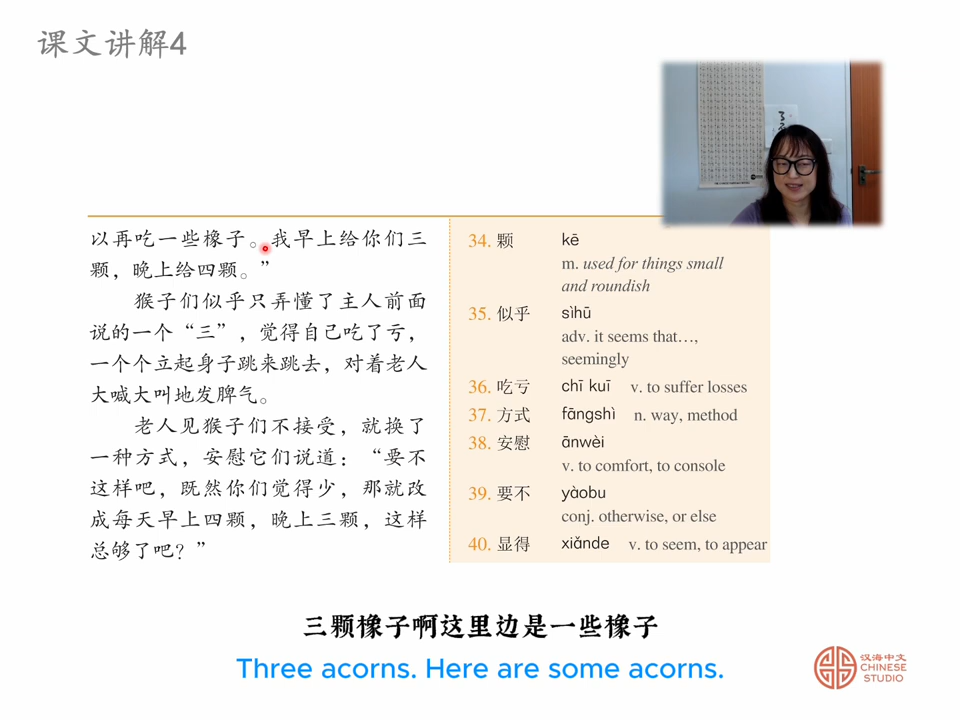 课文讲解4
以再吃一些橡子。我早上给你们三
颗，晚上给四颗。”
猴子们似乎只弄懂了主人前面
说的一个“三”，觉得自己吃了亏，
一个个立起身子跳来跳去，对着老人
大喊大叫地发脾气。
老人见猴子们不接受，就换了
一种方式，安慰它们说道：“要不
这样吧，既然你们觉得少，那就改
成每天早上四颗，晚上三颗，这样
总够了吧？”
34. 颗 kē
m. used for things small
and roundish
35. 似乎 sìhū
adv. it seems that…,
seemingly
36. 吃亏 chī kuī v. to suffer losses
37. 方式 fāngshì n. way, method
38. 安慰 ānwèi
v. to comfort, to console
39. 要不 yàobu
conj. otherwise, or else
40. 显得 xiǎnde v. to seem, to appear
三颗橡子啊这里边是一些橡子
Three acorns. Here are some acorns.
汉海中文
CHINESE
STUDIO